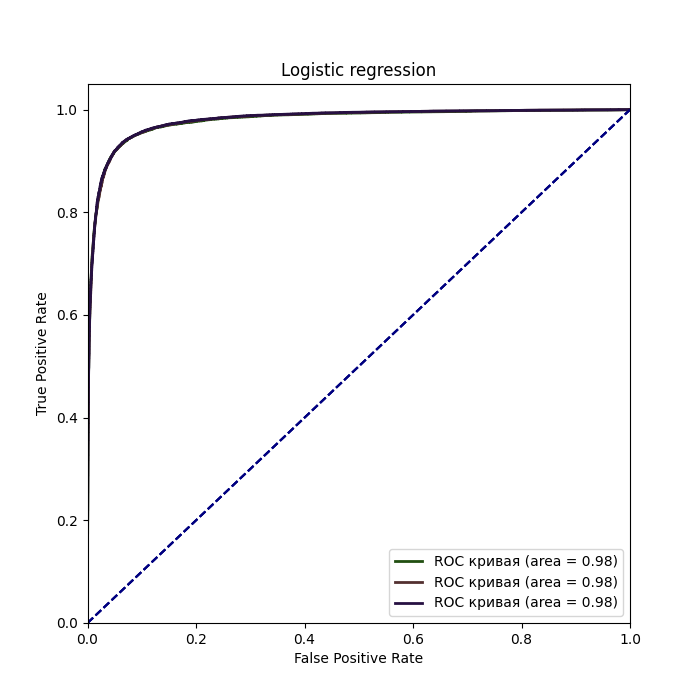 Logistic regression
True Positive Rate
1.0
0.8
0.6
0.4
0.2
0.0
ROC кривая (area = 0.98)
ROC кривая (area = 0.98)
ROC кривая (area = 0.98)
0.0 0.2 0.4 0.6 0.8 1.0
False Positive Rate